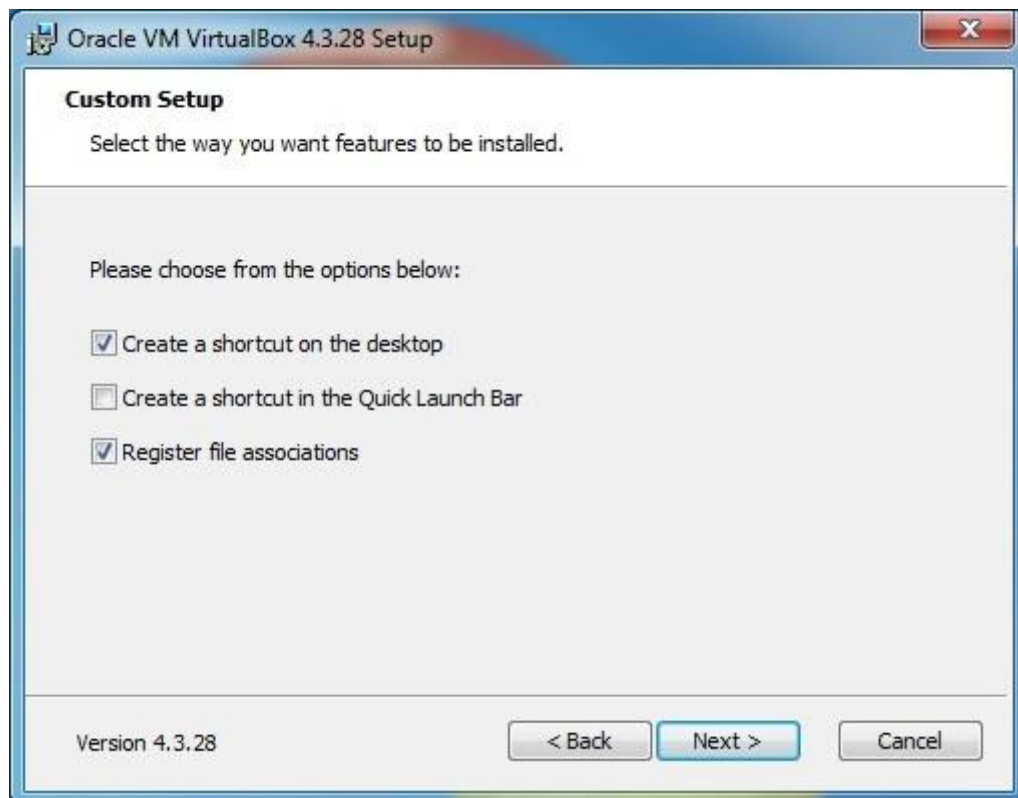 Oracle VM VirtualBox 4.3.28 Setup
Custom Setup
Select the way you want features to be installed.
Please choose from the options below:
Create a shortcut on the desktop
Create a shortcut in the Quick Launch Bar
Register file associations
Version 4.3.28
< Back
Next >
Cancel